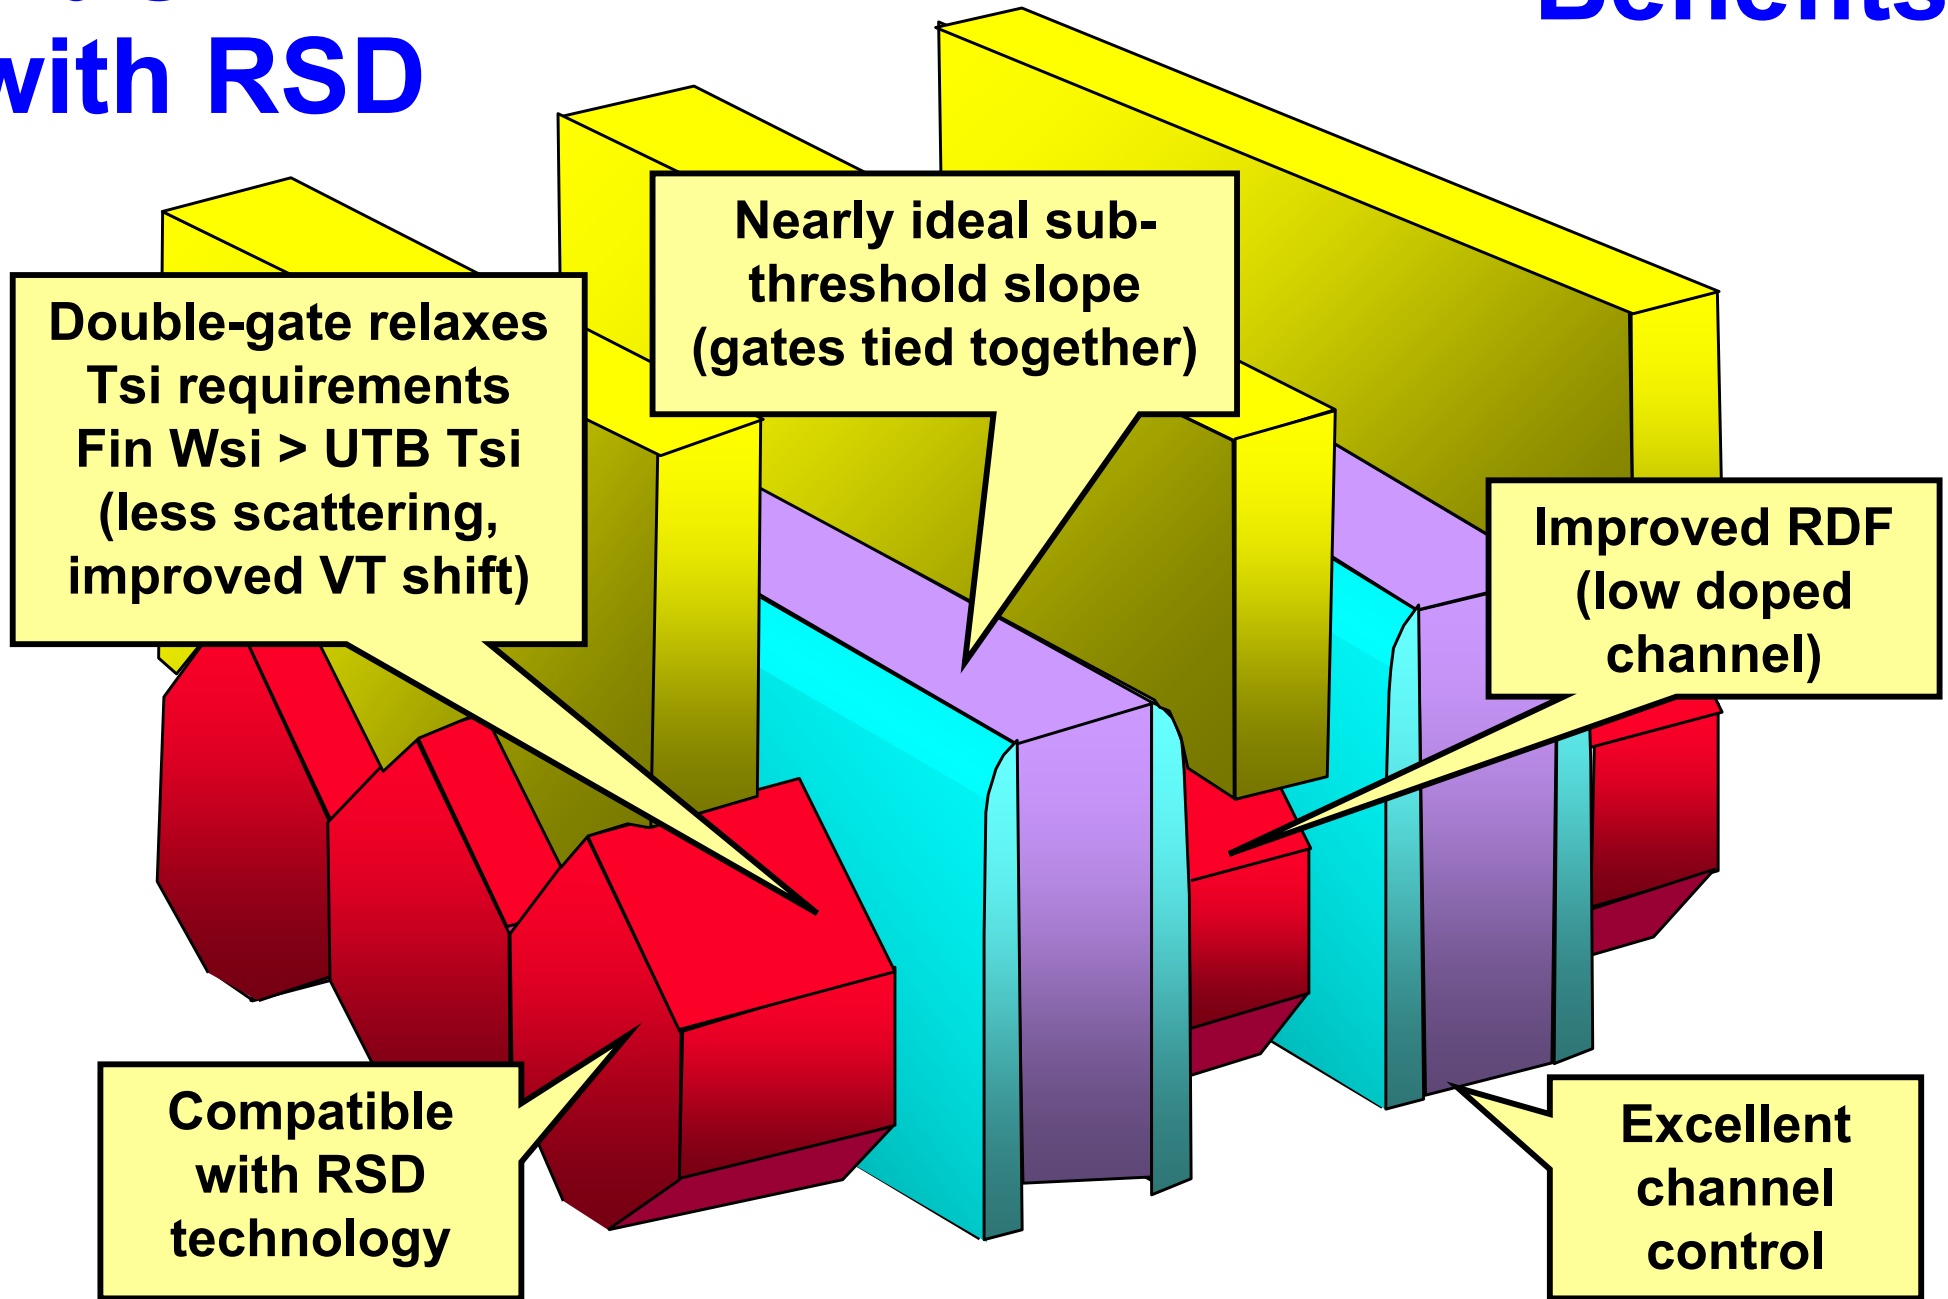 with RSD
Benefits
Nearly ideal sub-
threshold slope
(gates tied together)
Double-gate relaxes
Tsi requirements
Fin Wsi > UTB Tsi
(less scattering,
improved VT shift)
Improved RDF
(low doped
channel)
Compatible
with RSD
technology
Excellent
channel
control